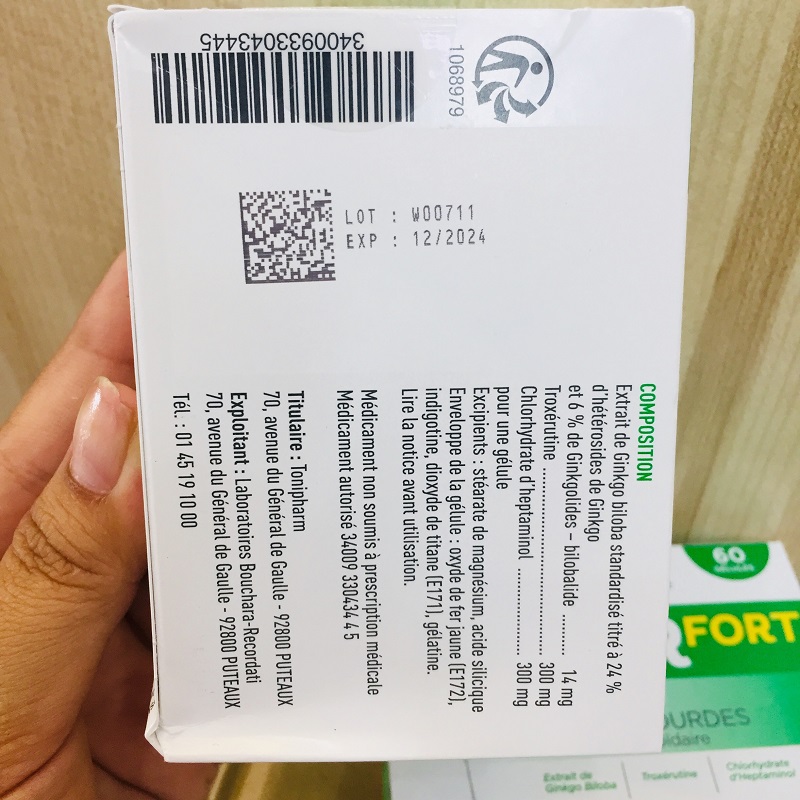 3400933043445
1068979
LOT : W00711
EXP : 12/2024
COMPOSITION
Extrait de Ginkgo biloba standardisé titré à 24 %
d'hétérosides de Ginkgo
et 6 % de Ginkgolides – bilobalide .......... 14 mg
Troxérutine .................................... 300 mg
Chlorhydrate d'heptaminol .................. 300 mg
pour une gélule
Excipients : stéarate de magnésium, acide silicique
Enveloppe de la gélule : oxyde de fer jaune (E172),
indigotine, dioxyde de titane (E171), gélatine.
Lire la notice avant utilisation.
Médicament non soumis à prescription médicale
Médicament autorisé 34009 330434 4 5
Titulaire : Tonipharm
70, avenue du Général de Gaulle - 92800 PUTEAUX
Exploitant : Laboratoires Bouchara-Recordati
70, avenue du Général de Gaulle - 92800 PUTEAUX
Tél. : 01 45 19 10 00
60
GÉLULES
FORT
Extrait de
Ginkgo Biloba
Troxérutine
Chlorhydrate
d'Heptaminol